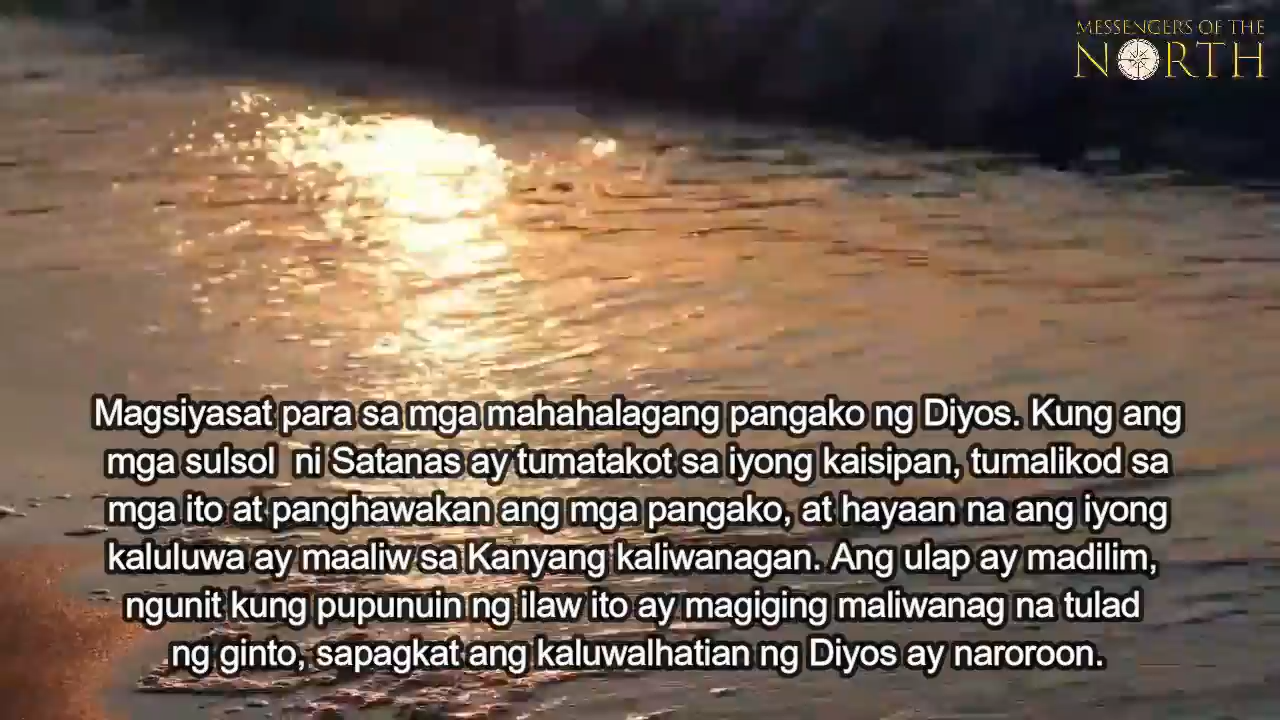 MESSENGERS OF THE
NORTH
Magsiyasat para sa mga mahahalagang pangako ng Diyos. Kung ang
mga sulsol  ni Satanas ay tumatakot sa iyong kaisipan, tumalikod sa
mga ito at panghawakan ang mga pangako, at hayaan na ang iyong
kaluluwa ay maaliw sa Kanyang kaliwanagan. Ang ulap ay madilim,
ngunit kung pupunuin ng ilaw ito ay magiging maliwanag na tulad
ng ginto, sapagkat ang kaluwalhatian ng Diyos ay naroroon.